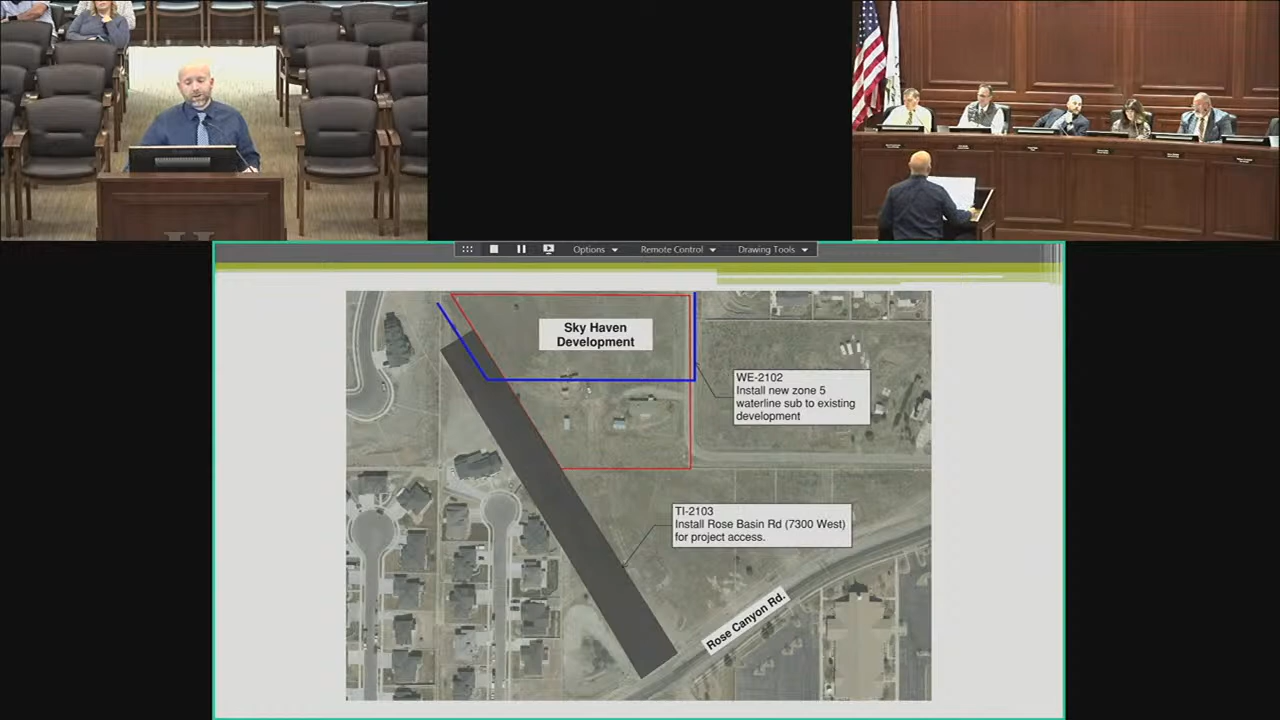 Options
Remote Control
Drawing Tools
Sky Haven
Development
WE-2102
Install new zone 5
waterline sub to existing
development
TI-2103
Install Rose Basin Rd (7300 West)
for project access.
Rose Canyon Rd.